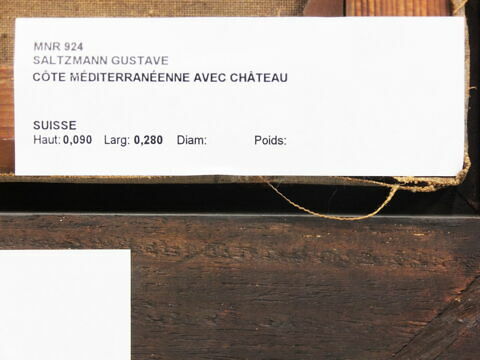 MNR 924
SALTZMANN GUSTAVE
CÔTE MÉDITERRANÉENNE AVEC CHÂTEAU
SUISSE
Haut: 0,090 Larg: 0,280 Diam: Poids: